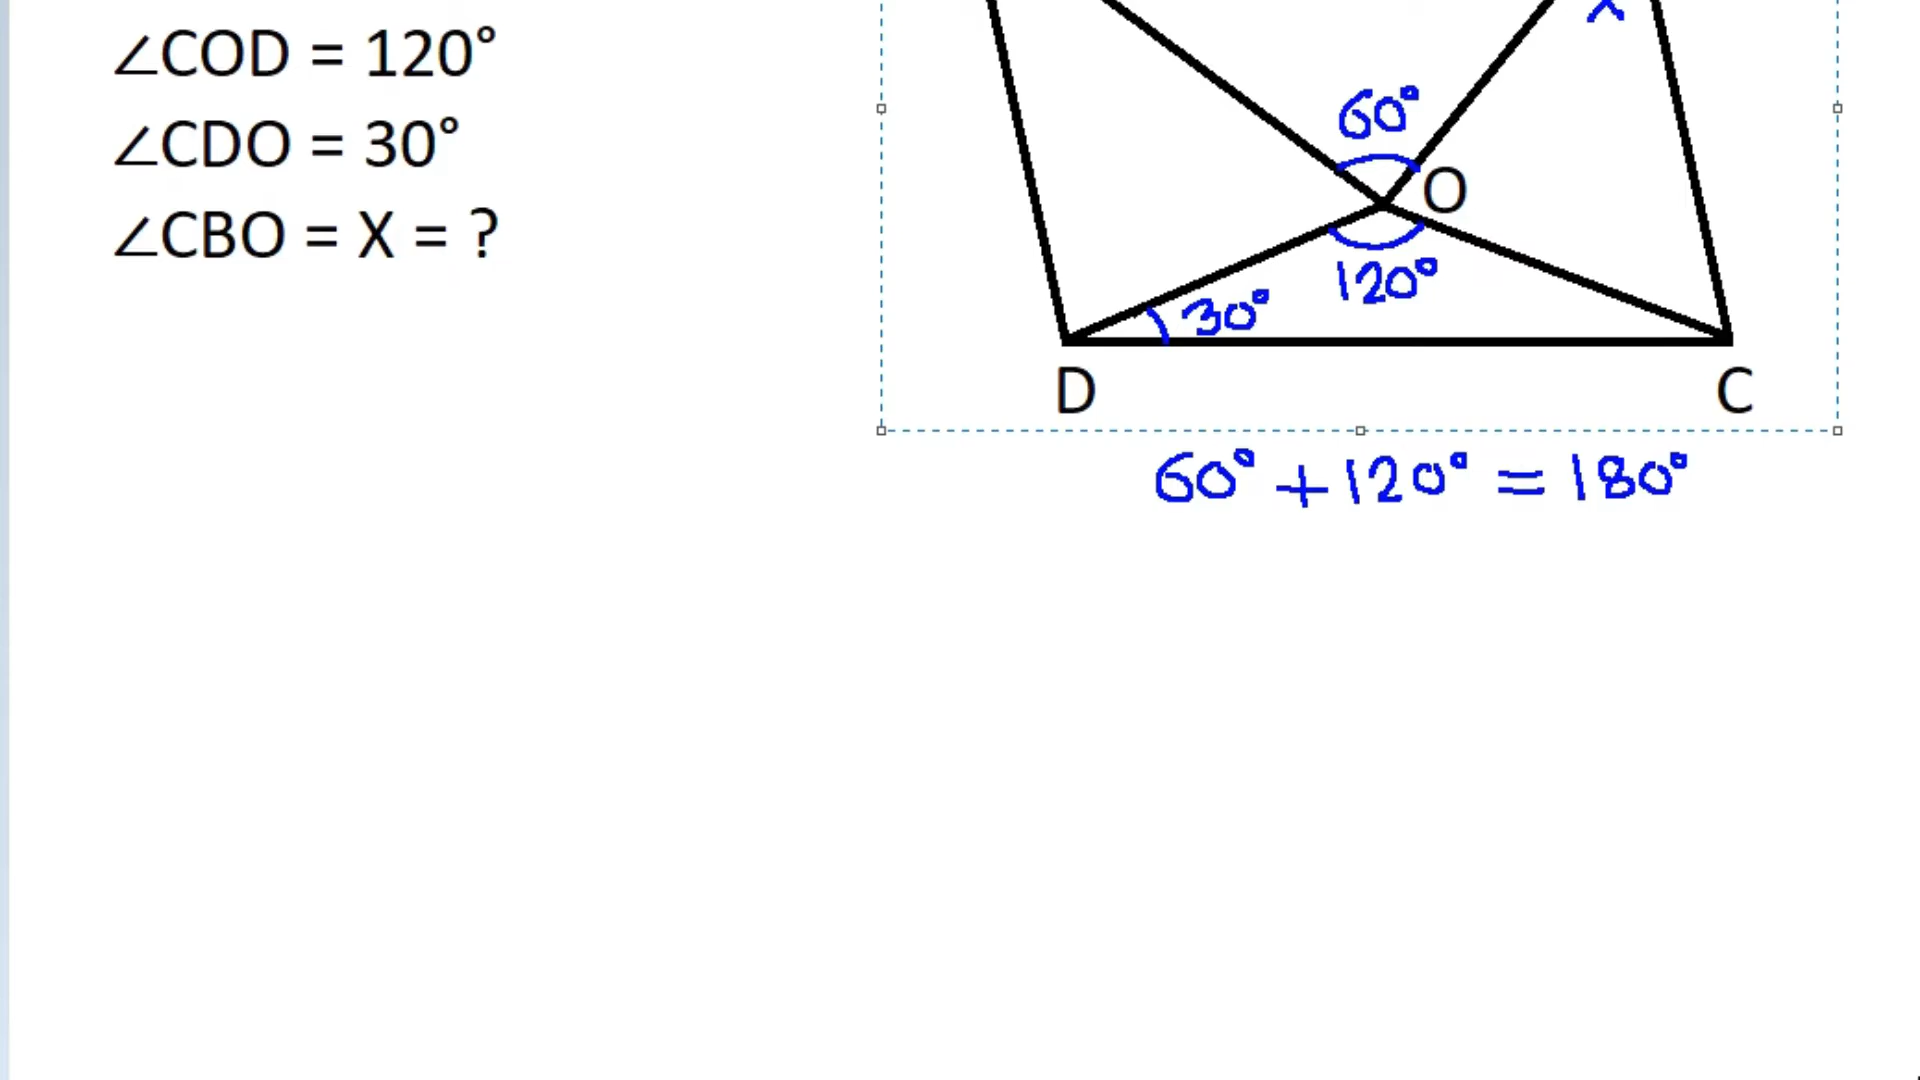 ∠COD = 120°
∠CDO = 30°
∠CBO = X = ?
X
60°
O
120°
30°
D
C
60° + 120° = 180°